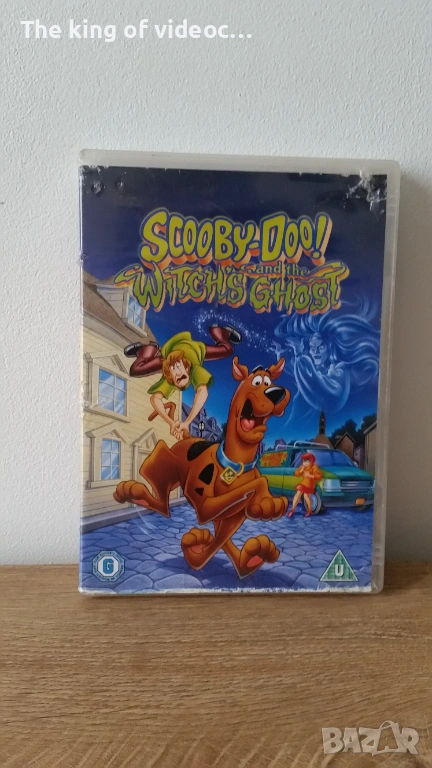 The king of videoc...
SCOOBY-DOO!
and the
WITCH'S GHOST
G
U
BAZAR